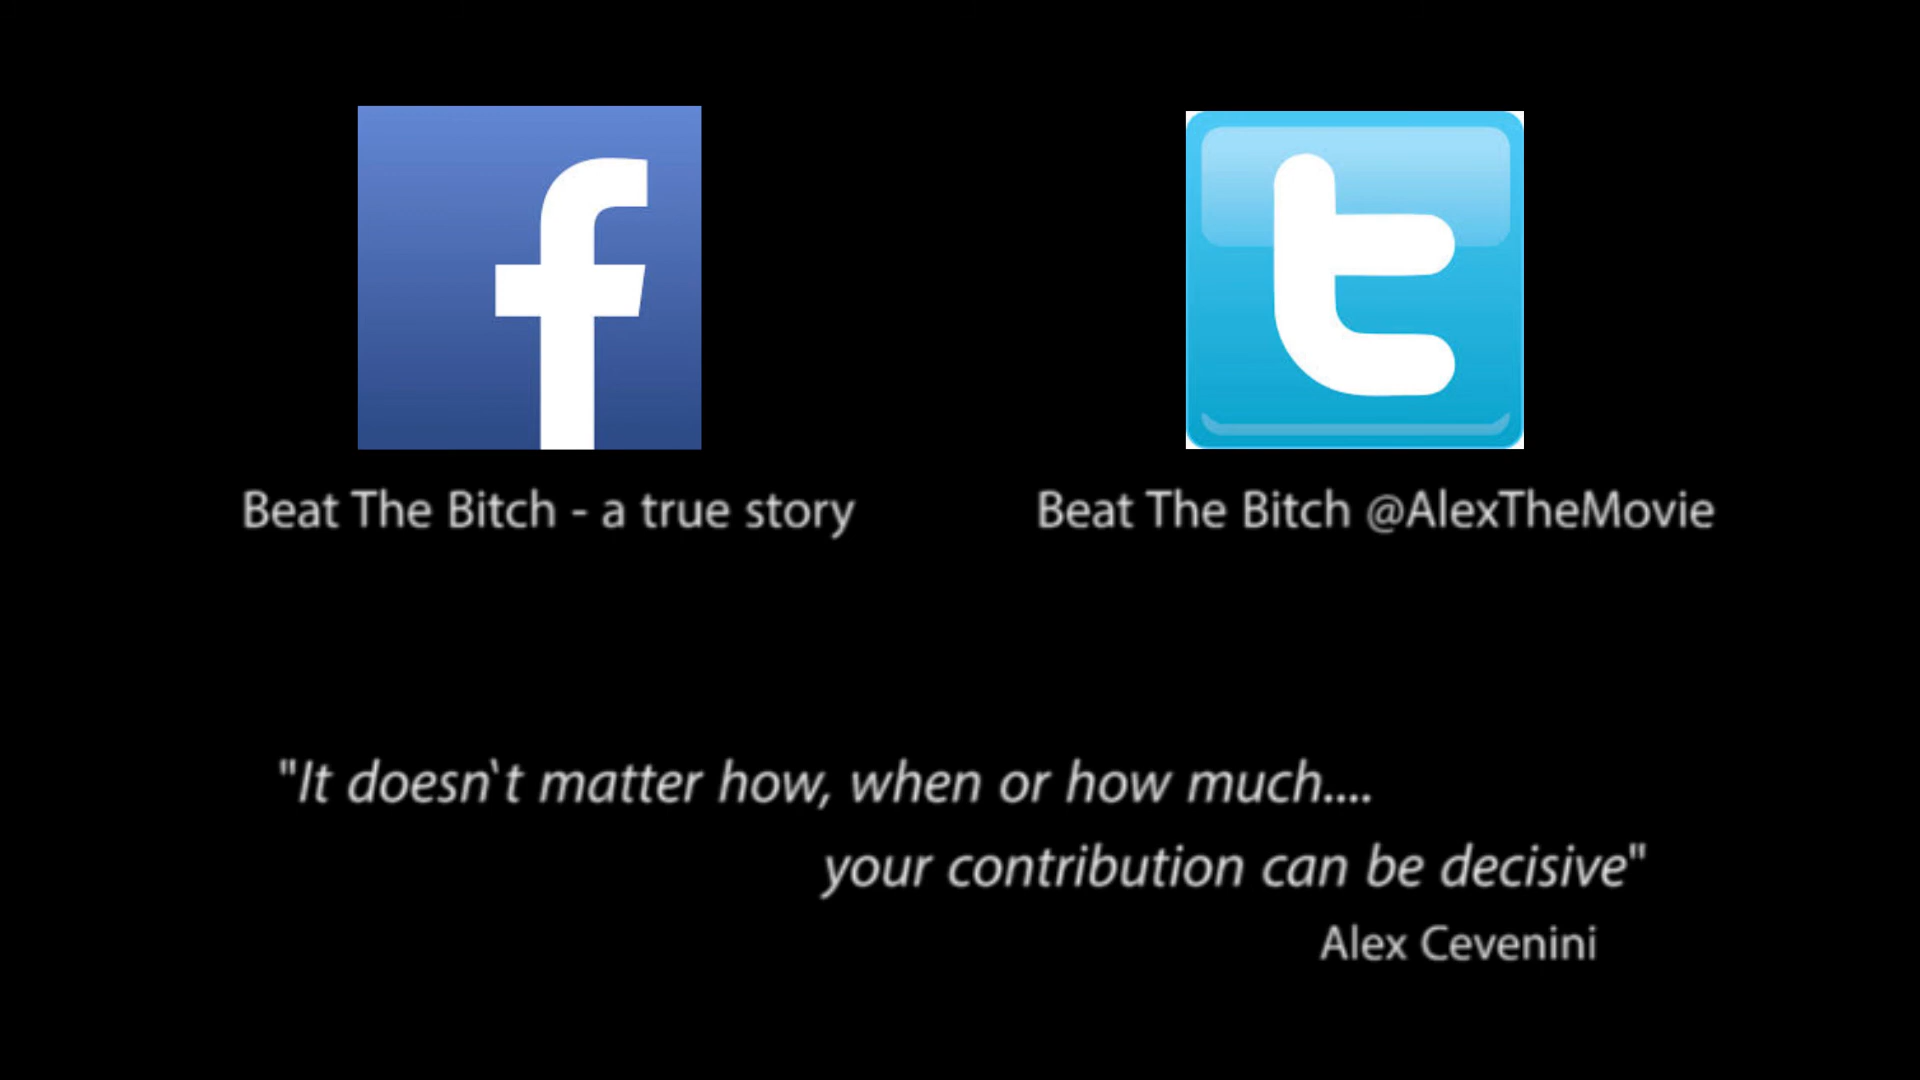 Beat The Bitch - a true story
Beat The Bitch @AlexTheMovie
"It doesn`t matter how, when or how much....
your contribution can be decisive"
Alex Cevenini